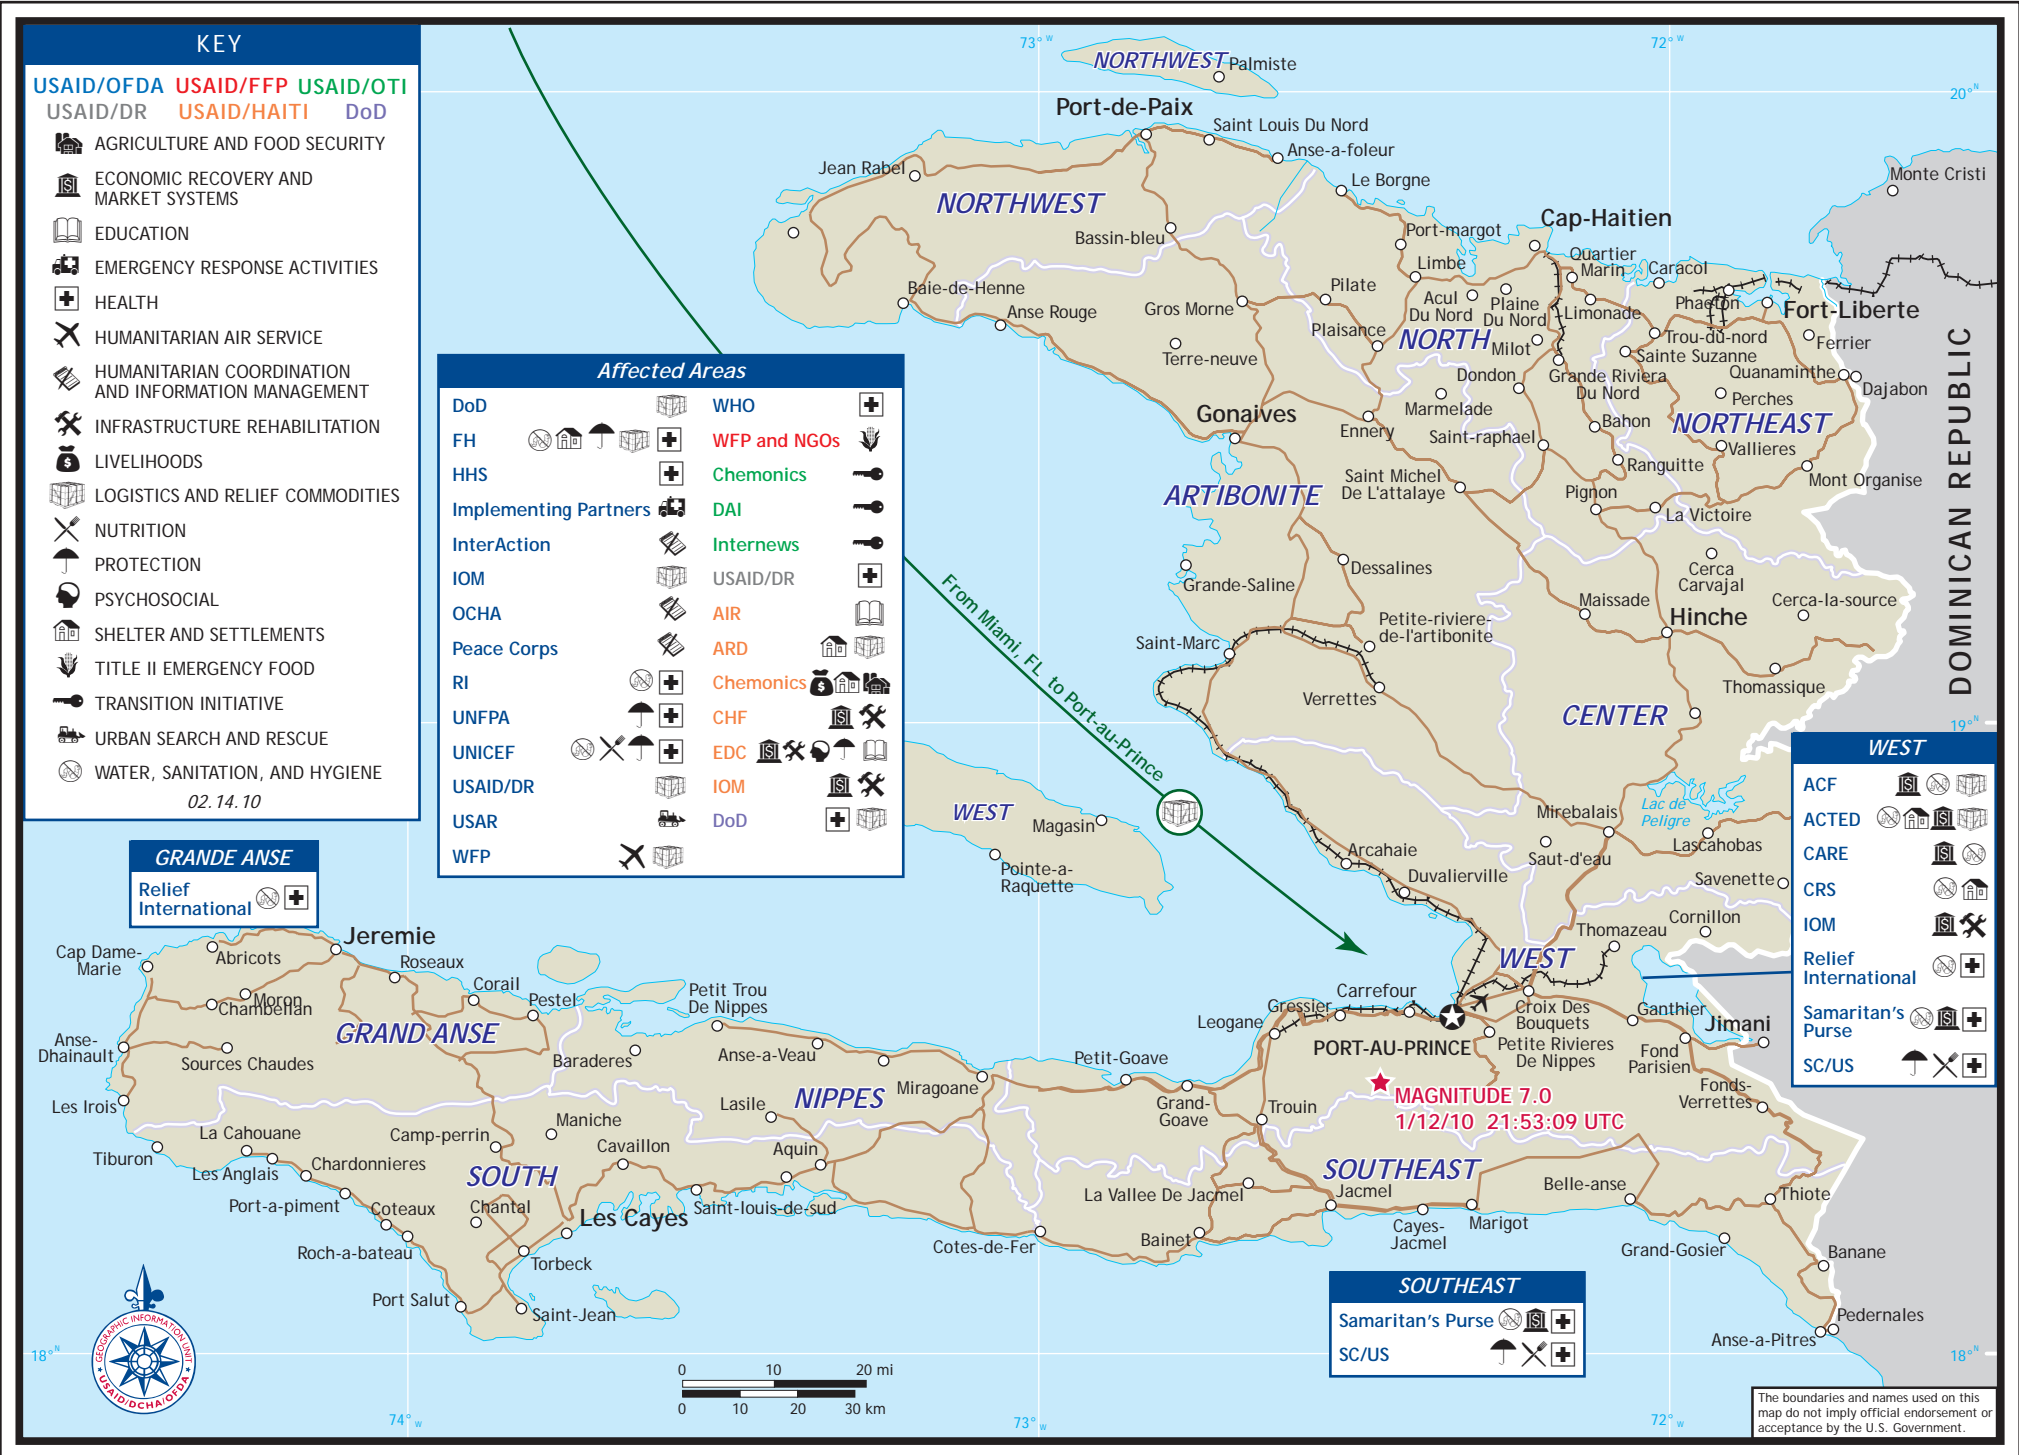 KEY
USAID/OFDA USAID/FFP USAID/OTI
USAID/DR USAID/HAITI DoD
AGRICULTURE AND FOOD SECURITY
ECONOMIC RECOVERY AND
MARKET SYSTEMS
EDUCATION
EMERGENCY RESPONSE ACTIVITIES
HEALTH
HUMANITARIAN AIR SERVICE
HUMANITARIAN COORDINATION
AND INFORMATION MANAGEMENT
INFRASTRUCTURE REHABILITATION
LIVELIHOODS
LOGISTICS AND RELIEF COMMODITIES
NUTRITION
PROTECTION
PSYCHOSOCIAL
SHELTER AND SETTLEMENTS
TITLE II EMERGENCY FOOD
TRANSITION INITIATIVE
URBAN SEARCH AND RESCUE
WATER, SANITATION, AND HYGIENE
02.14.10
Affected Areas
DoD
FH
HHS
Implementing Partners
InterAction
IOM
OCHA
Peace Corps
RI
UNFPA
UNICEF
USAID/DR
USAR
WFP
WHO
WFP and NGOs
Chemonics
DAI
Internews
USAID/DR
AIR
ARD
Chemonics
CHF
EDC
IOM
DoD
GRANDE ANSE
Relief
International
WEST
ACF
ACTED
CARE
CRS
IOM
Relief
International
Samaritan's
Purse
SC/US
SOUTHEAST
Samaritan's Purse
SC/US
73° W
72° W
20° N
19° N
18° N
18° N
74° W
73° W
72° W
NORTHWEST
Palmiste
Port-de-Paix
Saint Louis Du Nord
Anse-a-foleur
Le Borgne
Jean Rabel
NORTHWEST
Bassin-bleu
Baie-de-Henne
Anse Rouge
Gros Morne
Terre-neuve
Port-margot
Limbe
Pilate
Plaisance
Cap-Haitien
Quartier
Marin
Caracol
Acul
Du Nord
Plaine
Du Nord
Limonade
Phaeton
Fort-Liberte
Monte Cristi
NORTH
Milot
Trou-du-nord
Sainte Suzanne
Ferrier
Quanaminthe
Dajabon
Dondon
Grande Riviera
Du Nord
Perches
Marmelade
Bahon
NORTHEAST
Vallieres
Gonaives
Ennery
Saint-raphael
Ranguitte
Mont Organise
Saint Michel
De L'attalaye
ARTIBONITE
Pignon
La Victoire
Grande-Saline
Dessalines
Cerca
Carvajal
Maissade
Hinche
Cerca-la-source
Petite-riviere-
de-l'artibonite
Saint-Marc
Verrettes
Thomassique
CENTER
DOMINICAN REPUBLIC
From Miami, FL to Port-au-Prince
WEST
Magasin
Pointe-a-
Raquette
Mirebalais
Lac de
Peligre
Lascahobas
Saut-d'eau
Savenette
Arcahaie
Duvalierville
Cornillon
Thomazeau
WEST
Croix Des
Bouquets
Ganthier
Jimani
Carrefour
Gressier
Leogane
PORT-AU-PRINCE
Petite Rivieres
De Nippes
Fond
Parisien
Fonds-
Verrettes
MAGNITUDE 7.0
1/12/10 21:53:09 UTC
Petit-Goave
Grand-
Goave
Trouin
SOUTHEAST
La Vallee De Jacmel
Jacmel
Cayes-
Jacmel
Marigot
Belle-anse
Thiote
Bainet
Grand-Gosier
Banane
Pedernales
Anse-a-Pitres
Cap Dame-
Marie
Abricots
Jeremie
Roseaux
Corail
Pestel
Moron
Chambellan
Anse-
Dhainault
Sources Chaudes
GRAND ANSE
Petit Trou
De Nippes
Baraderes
Anse-a-Veau
NIPPES
Miragoane
Les Irois
Tiburon
La Cahouane
Les Anglais
Chardonnieres
Port-a-piment
Coteaux
Roch-a-bateau
Port Salut
Camp-perrin
Maniche
Cavaillon
Lasile
Aquin
SOUTH
Chantal
Les Cayes
Saint-louis-de-sud
Torbeck
Saint-Jean
Cotes-de-Fer
GEOGRAPHIC INFORMATION UNIT
USAID/DCHA/OFDA
0 10 20 mi
0 10 20 30 km
The boundaries and names used on this
map do not imply official endorsement or
acceptance by the U.S. Government.